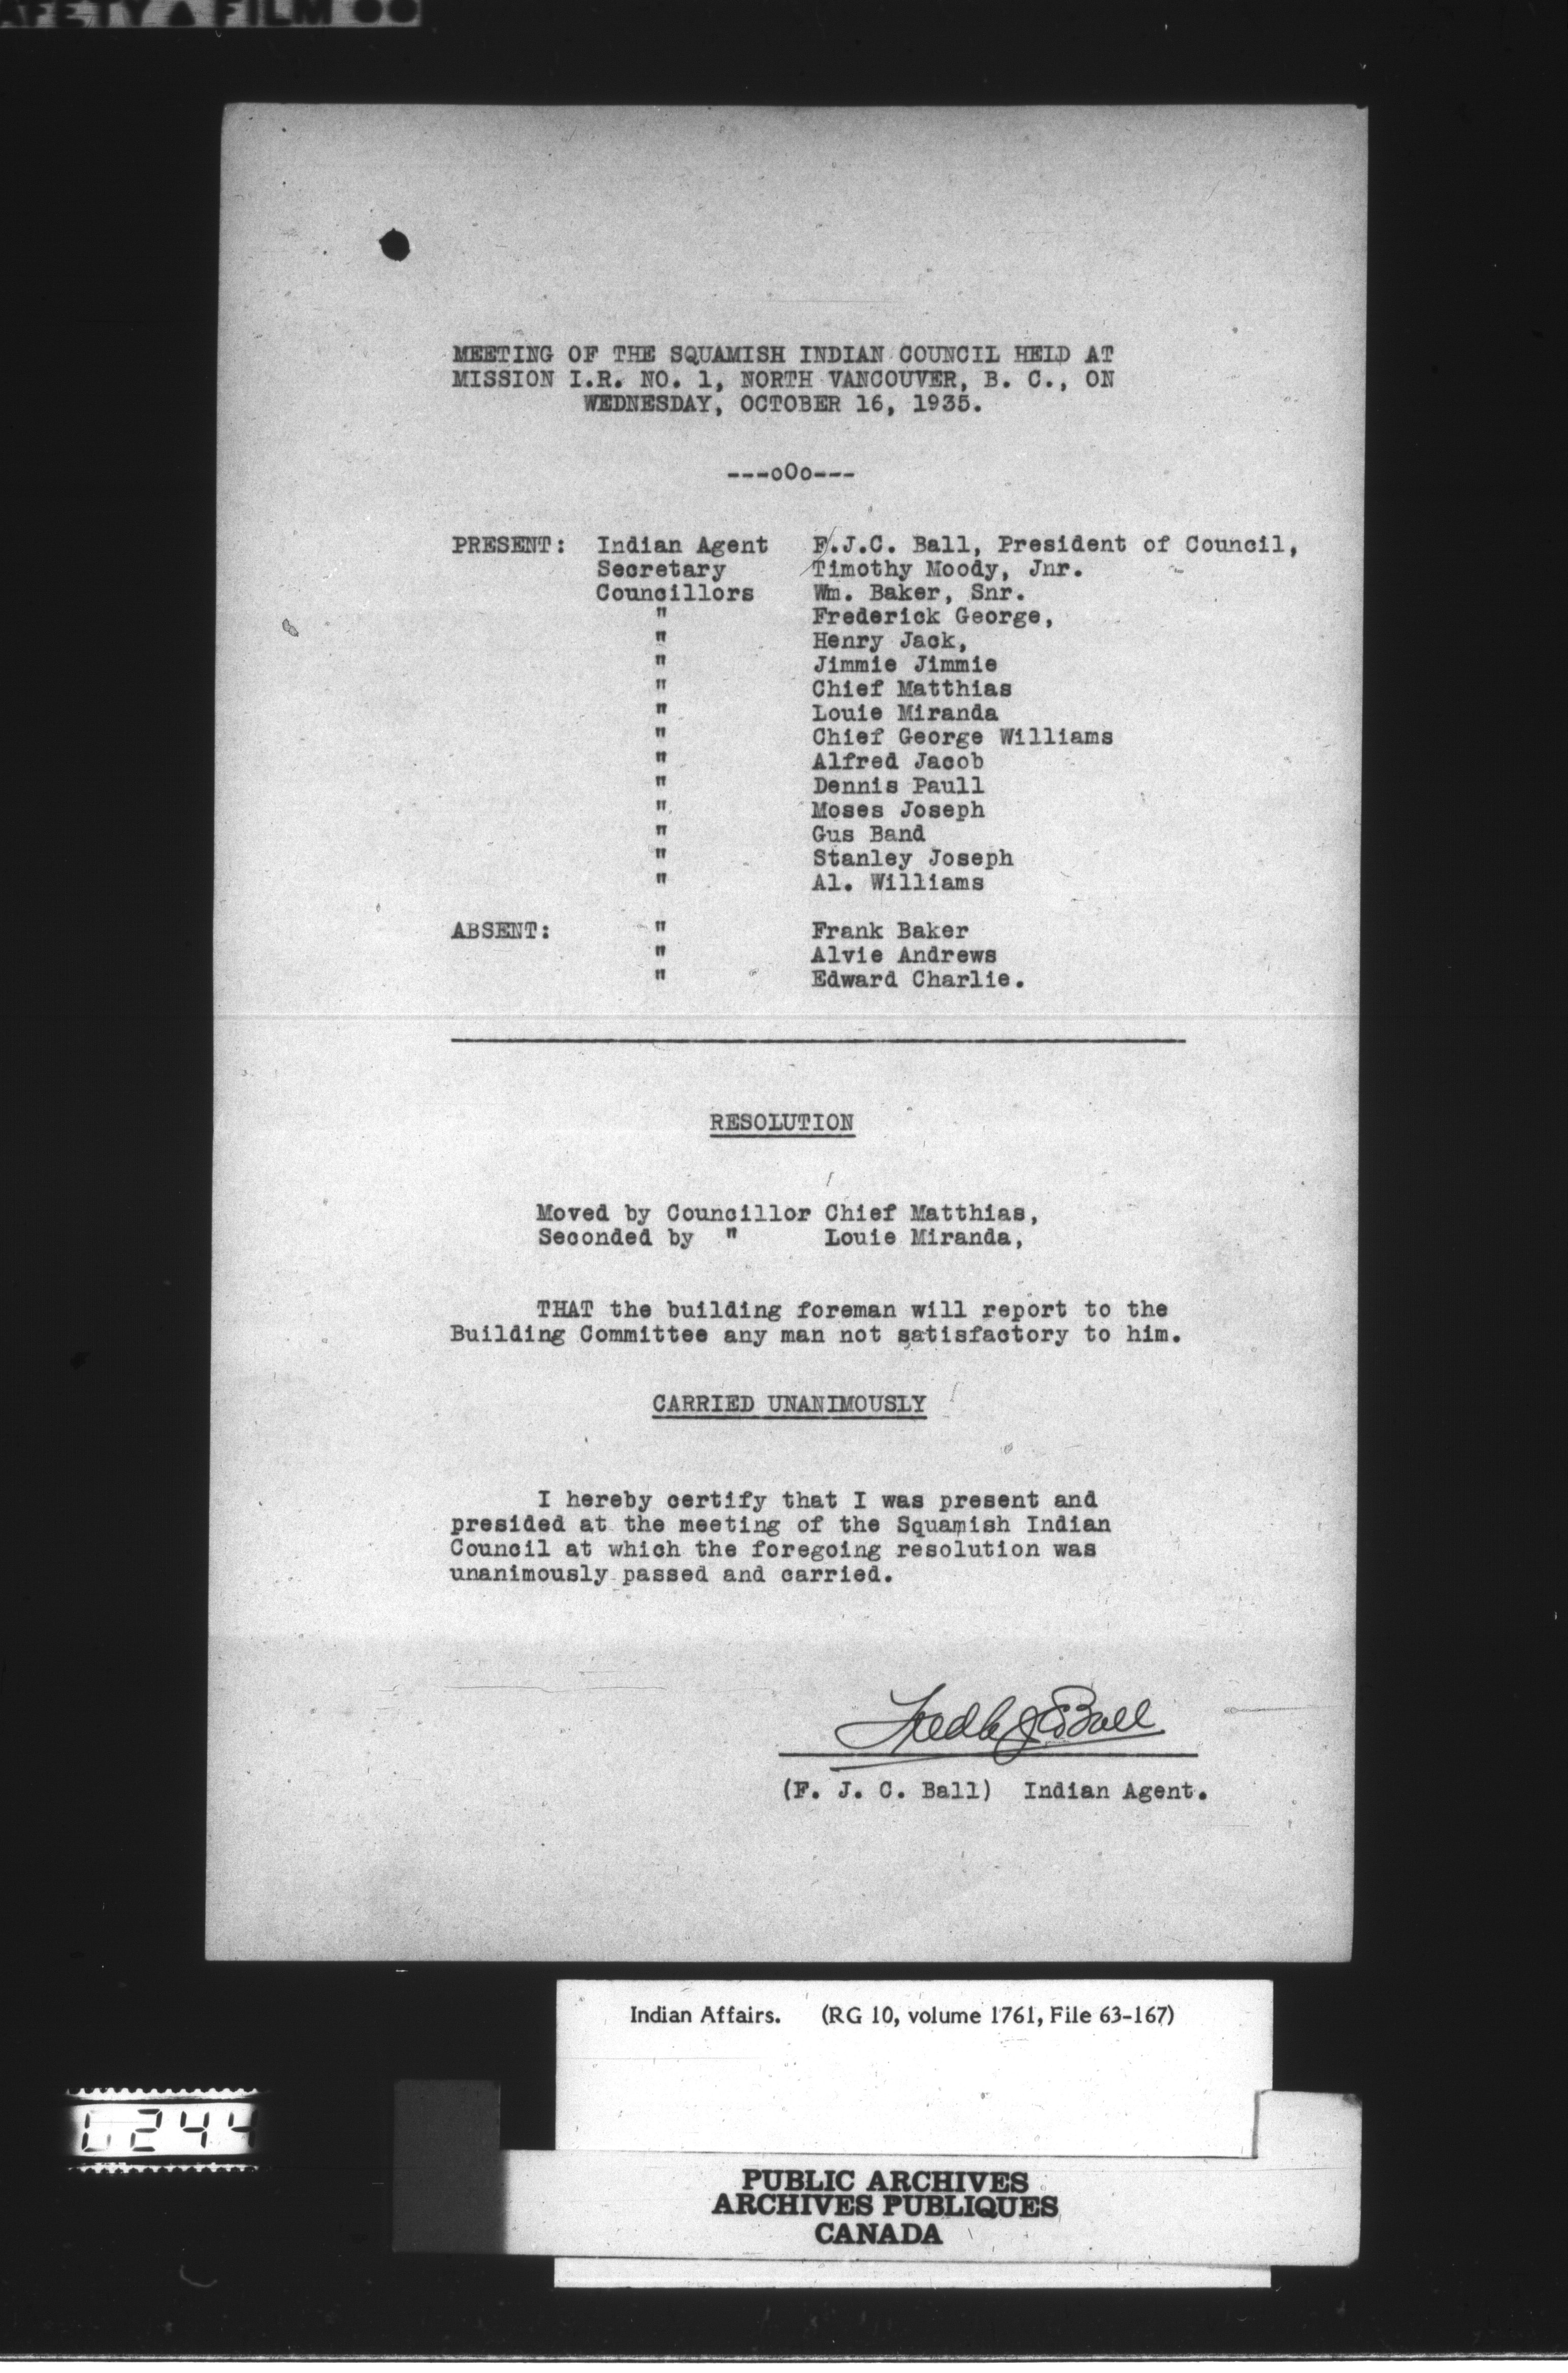 AFETY ▲ FILM ●●
MEETING OF THE SQUAMISH INDIAN COUNCIL HELD AT
MISSION I.R. NO. 1, NORTH VANCOUVER, B. C., ON
WEDNESDAY, OCTOBER 16, 1935.
---oOo---
PRESENT: Indian Agent F.J.C. Ball, President of Council,
Secretary Timothy Moody, Jnr.
Councillors Wm. Baker, Snr.
" Frederick George,
" Henry Jack,
" Jimmie Jimmie
" Chief Matthias
" Louie Miranda
" Chief George Williams
" Alfred Jacob
" Dennis Paull
" Moses Joseph
" Gus Band
" Stanley Joseph
" Al. Williams
ABSENT: " Frank Baker
" Alvie Andrews
" Edward Charlie.
RESOLUTION
Moved by Councillor Chief Matthias,
Seconded by " Louie Miranda,
THAT the building foreman will report to the
Building Committee any man not satisfactory to him.
CARRIED UNANIMOUSLY
I hereby certify that I was present and
presided at the meeting of the Squamish Indian
Council at which the foregoing resolution was
unanimously passed and carried.
(F. J. C. Ball) Indian Agent.
Indian Affairs. (RG 10, volume 1761, File 63-167)
244
PUBLIC ARCHIVES
ARCHIVES PUBLIQUES
CANADA